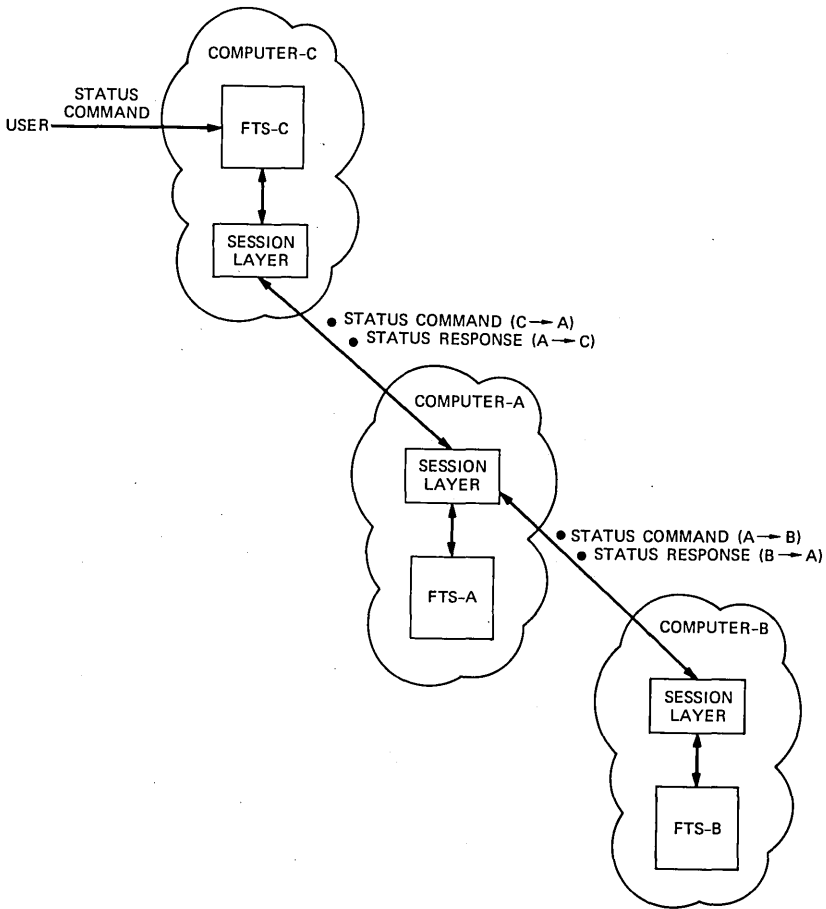 COMPUTER-C
STATUS
COMMAND
USER
FTS-C
SESSION
LAYER
● STATUS COMMAND (C → A)
● STATUS RESPONSE (A → C)
COMPUTER-A
SESSION
LAYER
● STATUS COMMAND (A → B)
● STATUS RESPONSE (B → A)
FTS-A
COMPUTER-B
SESSION
LAYER
FTS-B